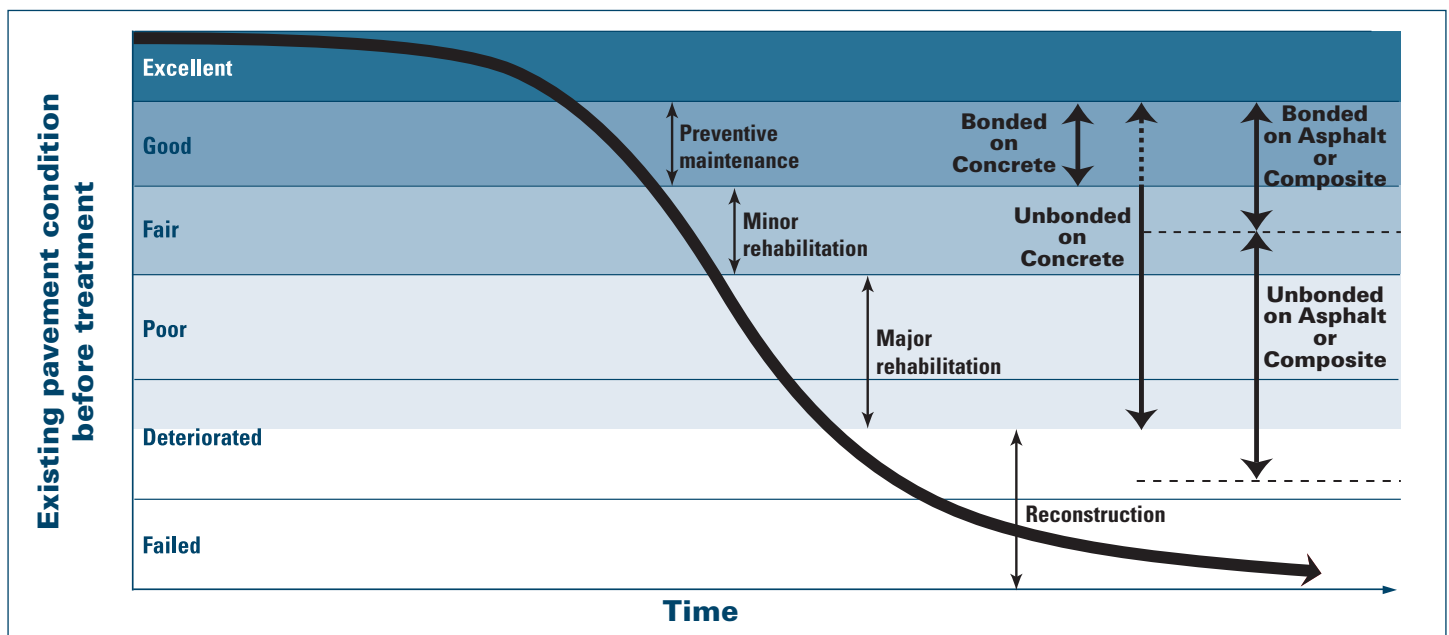 Existing pavement condition
before treatment
Excellent
Good
Fair
Poor
Deteriorated
Failed
Preventive
maintenance
Minor
rehabilitation
Major
rehabilitation
Reconstruction
Bonded
on
Concrete
Unbonded
on
Concrete
Bonded
on Asphalt
or
Composite
Unbonded
on Asphalt
or
Composite
Time